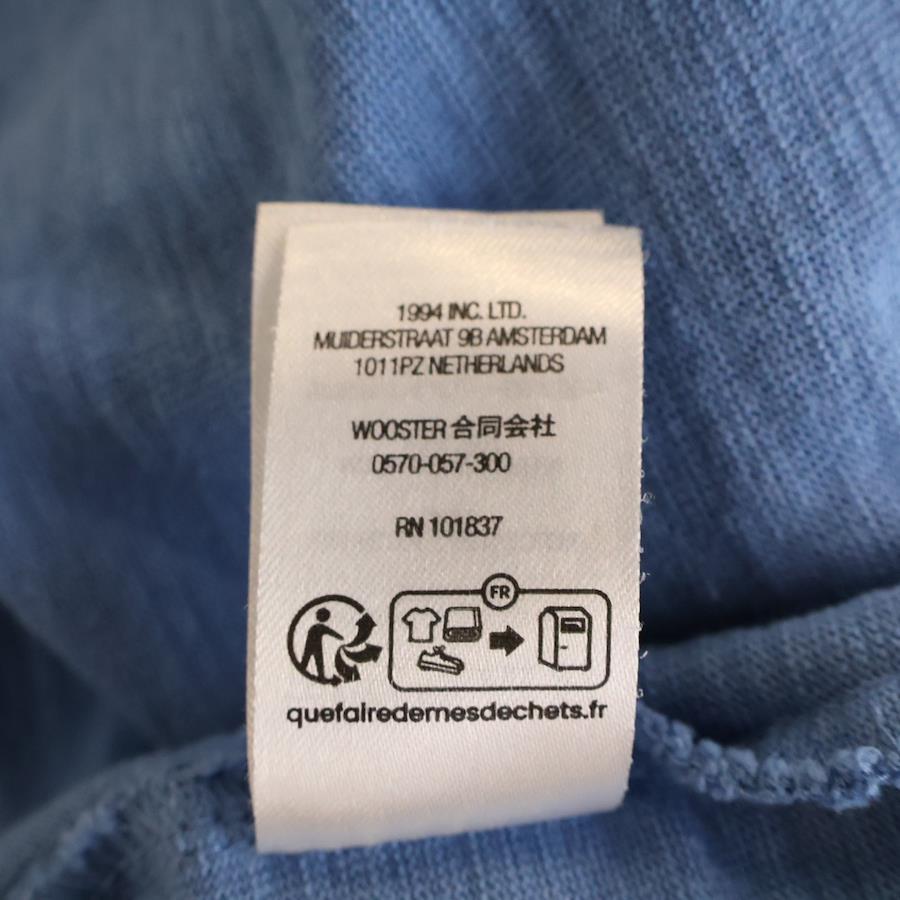 1994 INC. LTD.
MUIDERSTRAAT 9B AMSTERDAM
1011PZ NETHERLANDS
WOOSTER 合同会社
0570-057-300
RN 101837
FR
quefairedemesdechets.fr